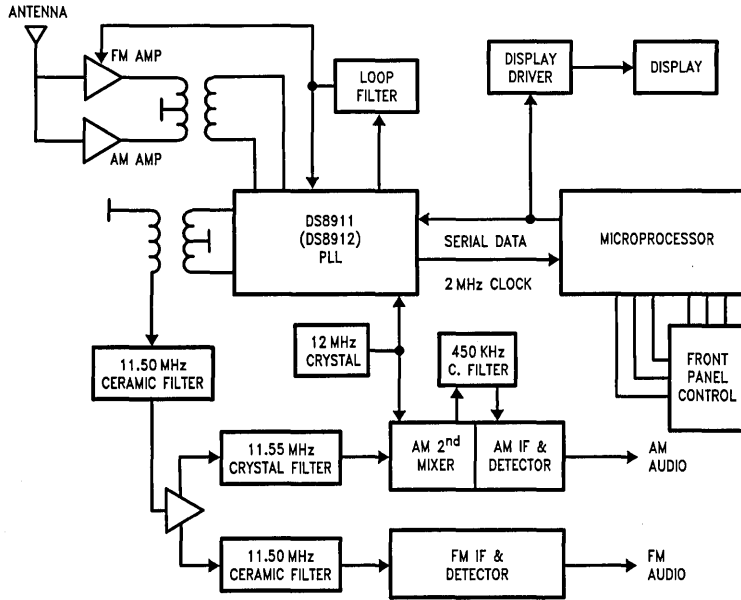 ANTENNA
FM AMP
AM AMP
LOOP
FILTER
DISPLAY
DRIVER
DISPLAY
DS8911
(DS8912)
PLL
SERIAL DATA
2 MHz CLOCK
MICROPROCESSOR
12 MHz
CRYSTAL
450 KHz
C. FILTER
FRONT
PANEL
CONTROL
11.50 MHz
CERAMIC FILTER
11.55 MHz
CRYSTAL FILTER
AM 2nd
MIXER
AM IF &
DETECTOR
AM
AUDIO
11.50 MHz
CERAMIC FILTER
FM IF &
DETECTOR
FM
AUDIO